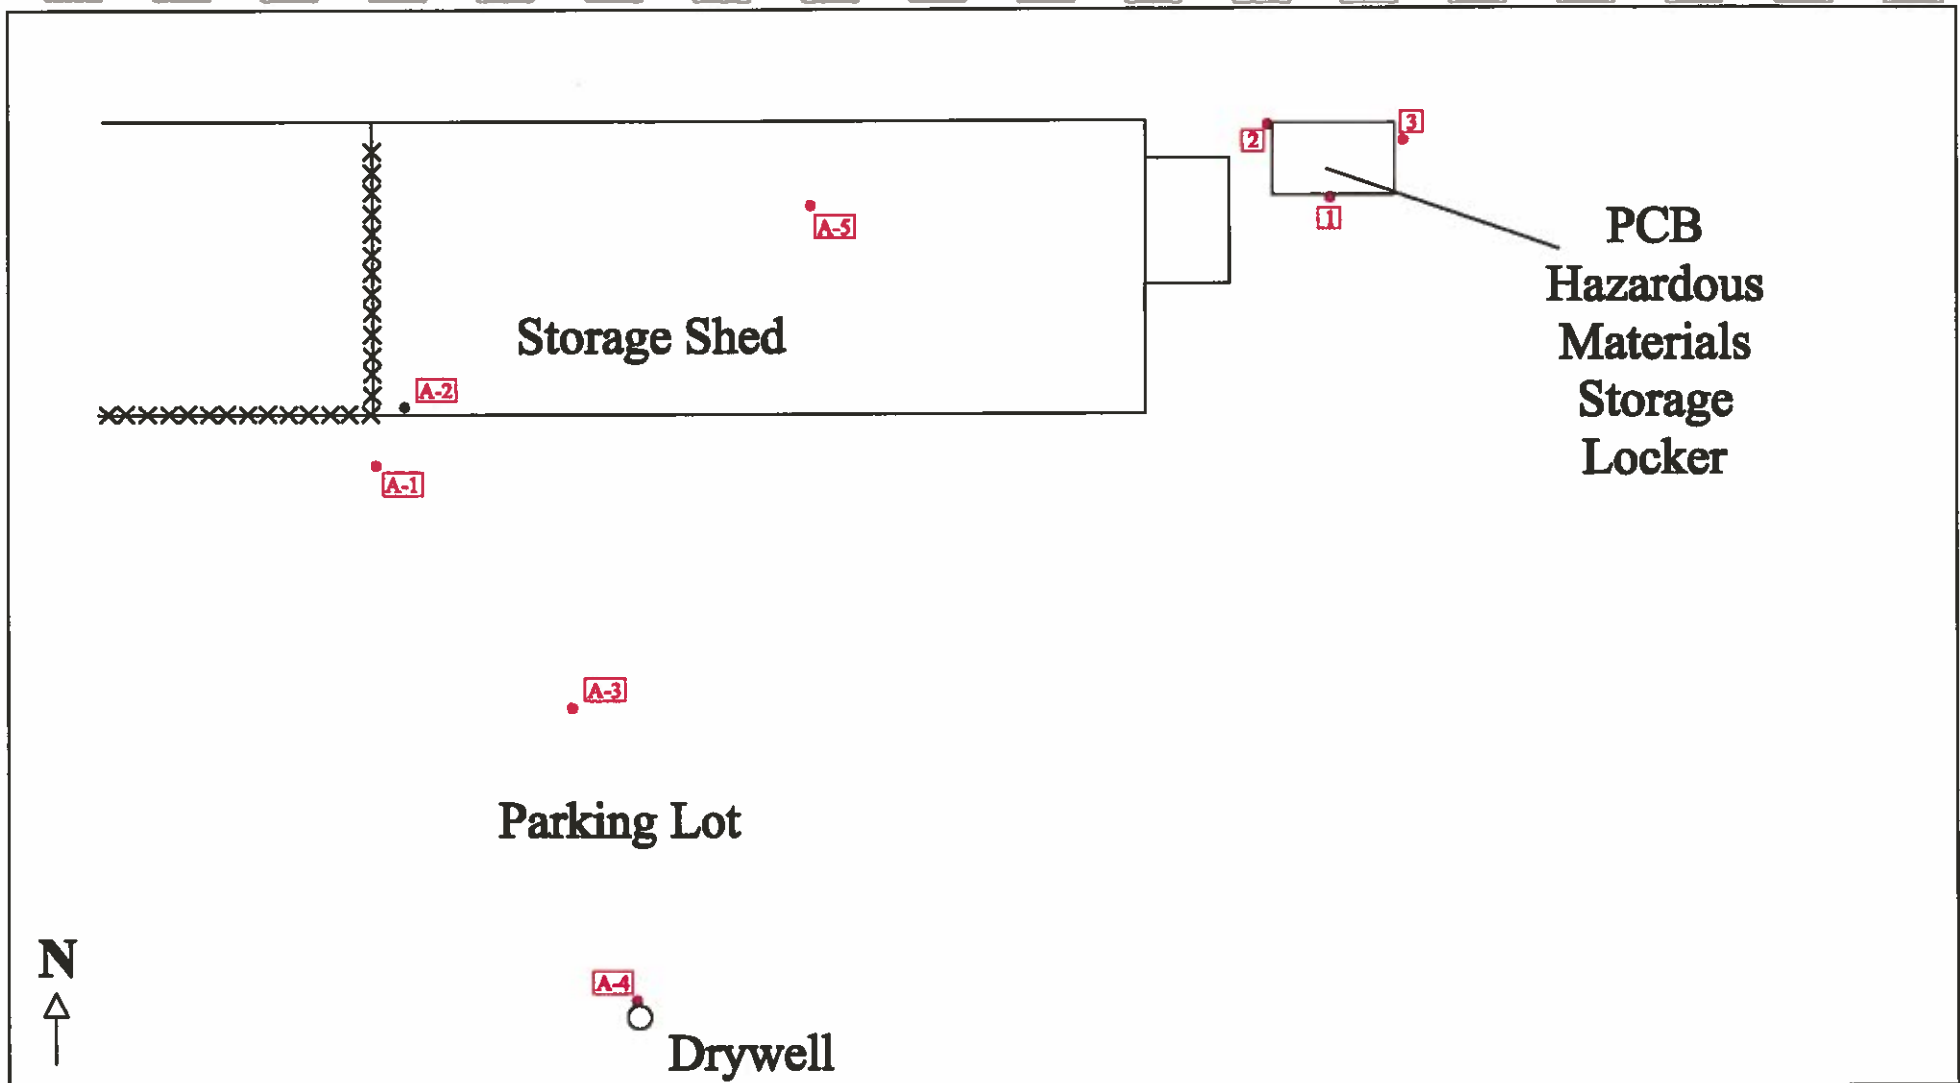 3
2
1
A-5
PCB
Hazardous
Materials
Storage
Locker
Storage Shed
A-2
A-1
A-3
Parking Lot
N
A-4
Drywell